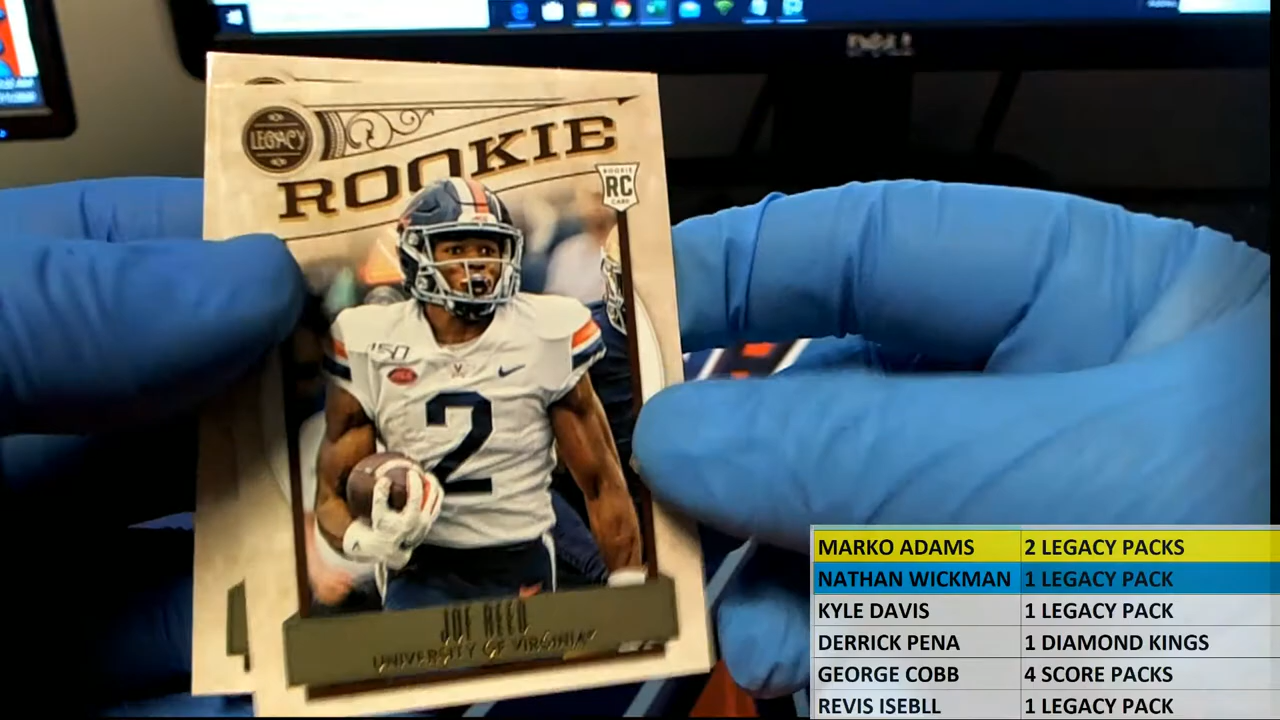 DELL
LEGACY
ROOKIE
ROOKIE
RC
CARD
150
2
JOE REED
UNIVERSITY OF VIRGINIA
MARKO ADAMS 2 LEGACY PACKS
NATHAN WICKMAN 1 LEGACY PACK
KYLE DAVIS 1 LEGACY PACK
DERRICK PENA 1 DIAMOND KINGS
GEORGE COBB 4 SCORE PACKS
REVIS ISEBLL 1 LEGACY PACK